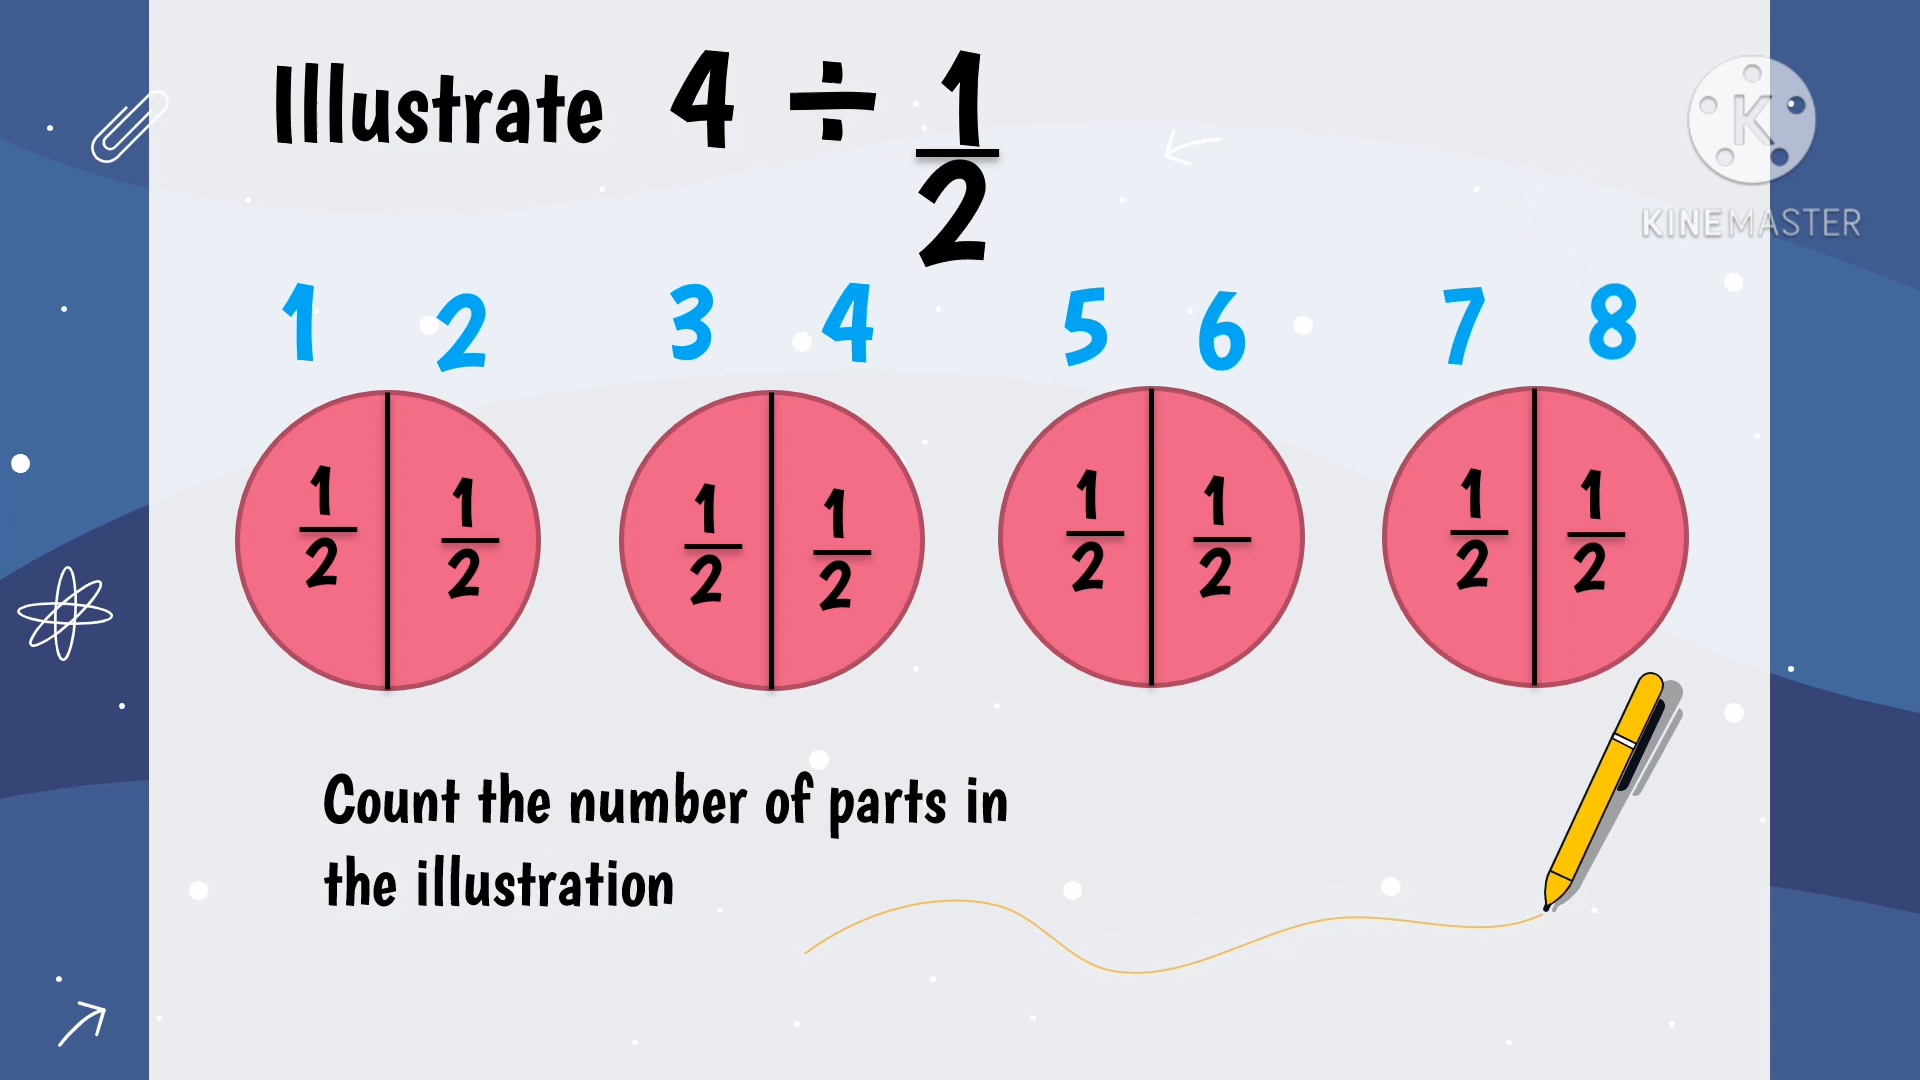 Illustrate 4 ÷ 1/2
K
KINEMASTER
1 2 3 4 5 6 7 8
1/2 1/2 1/2 1/2 1/2 1/2 1/2 1/2
Count the number of parts in
the illustration